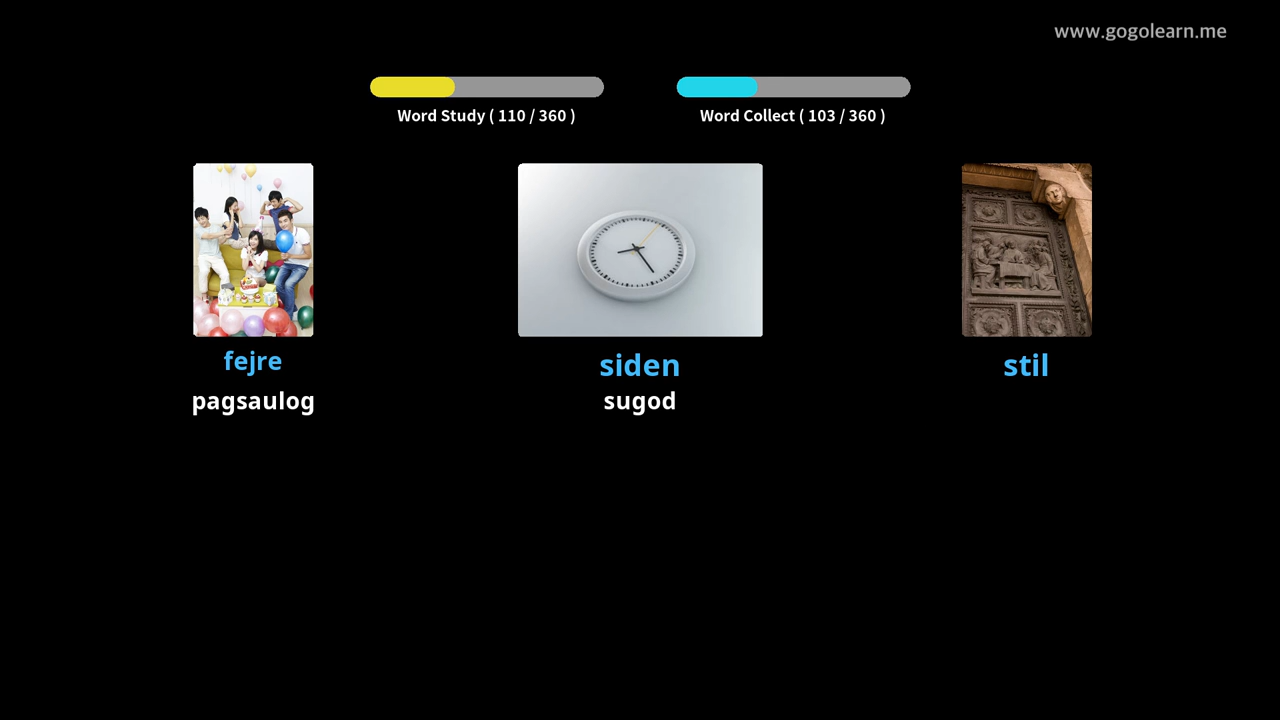 www.gogolearn.me
Word Study ( 110 / 360 )
Word Collect ( 103 / 360 )
fejre
siden
stil
pagsaulog
sugod